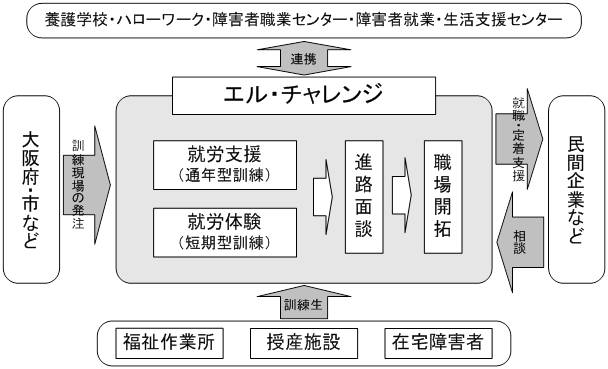 養護学校・ハローワーク・障害者職業センター・障害者就業・生活支援センター
連携
エル・チャレンジ
大阪府・市など
訓練現場の発注
就労支援
（通年型訓練）
就労体験
（短期型訓練）
進路面談
職場開拓
就職・定着支援
相談
民間企業など
訓練生
福祉作業所
授産施設
在宅障害者